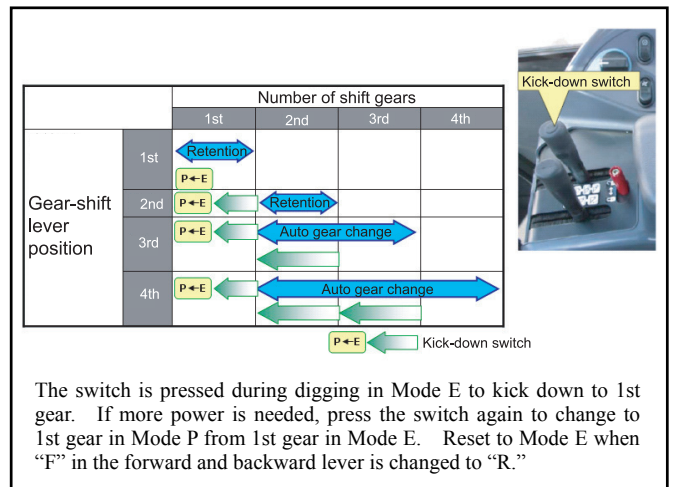 Kick-down switch
Number of shift gears
1st 2nd 3rd 4th
Gear-shift
lever
position
1st
Retention
P←E
2nd
P←E
Retention
3rd
P←E
Auto gear change
4th
P←E
Auto gear change
P←E Kick-down switch
The switch is pressed during digging in Mode E to kick down to 1st
gear. If more power is needed, press the switch again to change to
1st gear in Mode P from 1st gear in Mode E. Reset to Mode E when
“F” in the forward and backward lever is changed to “R.”